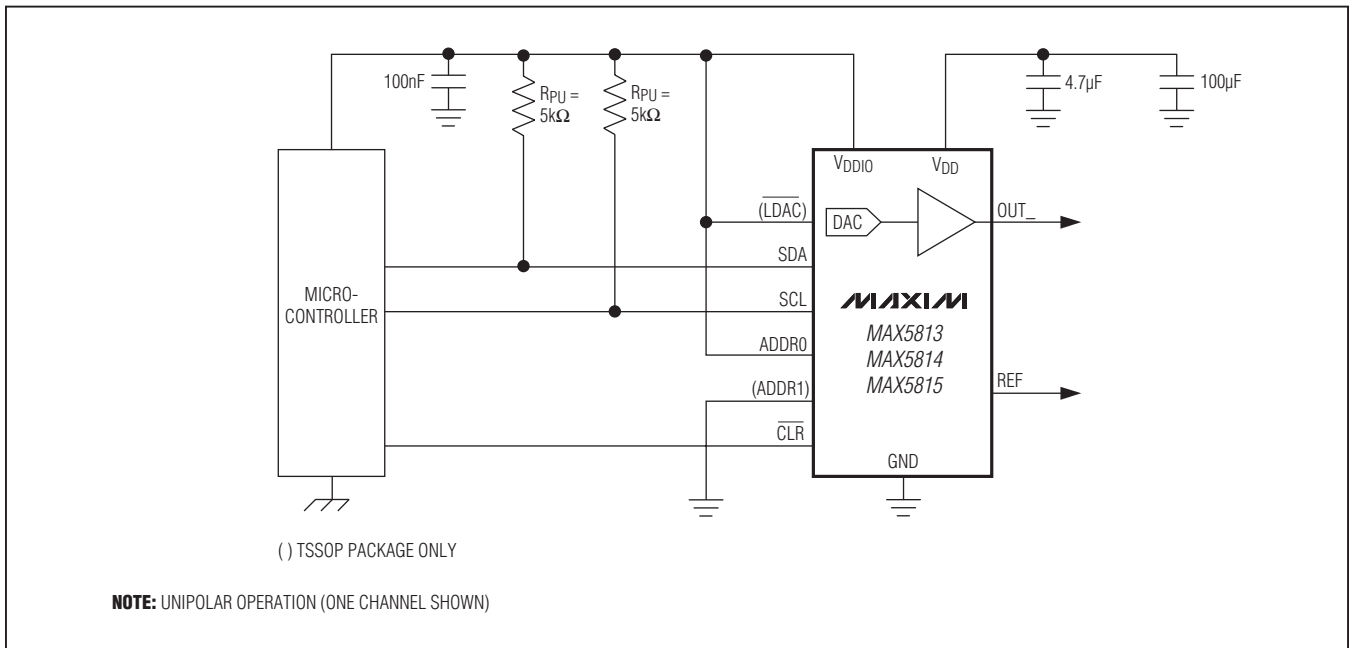 100nF
RPU =
5kΩ
RPU =
5kΩ
4.7µF
100µF
VDDIO
VDD
(LDAC)
DAC
OUT_
SDA
MICRO-
CONTROLLER
SCL
MAXIM
ADDR0
MAX5813
MAX5814
MAX5815
(ADDR1)
REF
CLR
GND
( ) TSSOP PACKAGE ONLY
NOTE: UNIPOLAR OPERATION (ONE CHANNEL SHOWN)